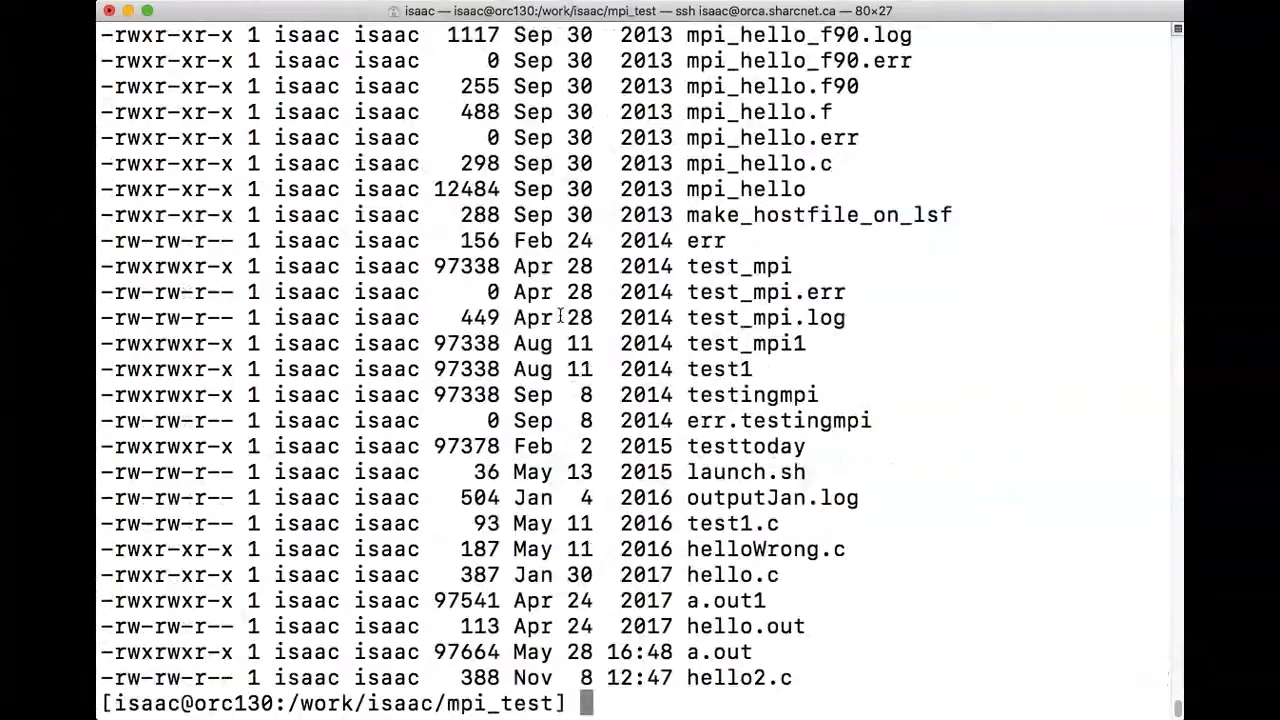 isaac — isaac@orc130:/work/isaac/mpi_test — ssh isaac@orca.sharcnet.ca — 80×27
-rwxr-xr-x 1 isaac isaac  1117 Sep 30  2013 mpi_hello_f90.log
-rwxr-xr-x 1 isaac isaac     0 Sep 30  2013 mpi_hello_f90.err
-rwxr-xr-x 1 isaac isaac   255 Sep 30  2013 mpi_hello.f90
-rwxr-xr-x 1 isaac isaac   488 Sep 30  2013 mpi_hello.f
-rwxr-xr-x 1 isaac isaac     0 Sep 30  2013 mpi_hello.err
-rwxr-xr-x 1 isaac isaac   298 Sep 30  2013 mpi_hello.c
-rwxr-xr-x 1 isaac isaac 12484 Sep 30  2013 mpi_hello
-rwxr-xr-x 1 isaac isaac   288 Sep 30  2013 make_hostfile_on_lsf
-rw-rw-r-- 1 isaac isaac   156 Feb 24  2014 err
-rwxrwxr-x 1 isaac isaac 97338 Apr 28  2014 test_mpi
-rw-rw-r-- 1 isaac isaac     0 Apr 28  2014 test_mpi.err
-rw-rw-r-- 1 isaac isaac   449 Apr 28  2014 test_mpi.log
-rwxrwxr-x 1 isaac isaac 97338 Aug 11  2014 test_mpi1
-rwxrwxr-x 1 isaac isaac 97338 Aug 11  2014 test1
-rwxrwxr-x 1 isaac isaac 97338 Sep  8  2014 testingmpi
-rw-rw-r-- 1 isaac isaac     0 Sep  8  2014 err.testingmpi
-rwxrwxr-x 1 isaac isaac 97378 Feb  2  2015 testtoday
-rw-rw-r-- 1 isaac isaac    36 May 13  2015 launch.sh
-rw-rw-r-- 1 isaac isaac   504 Jan  4  2016 outputJan.log
-rw-rw-r-- 1 isaac isaac    93 May 11  2016 test1.c
-rwxr-xr-x 1 isaac isaac   187 May 11  2016 helloWrong.c
-rwxr-xr-x 1 isaac isaac   387 Jan 30  2017 hello.c
-rwxrwxr-x 1 isaac isaac 97541 Apr 24  2017 a.out1
-rw-rw-r-- 1 isaac isaac   113 Apr 24  2017 hello.out
-rwxrwxr-x 1 isaac isaac 97664 May 28 16:48 a.out
-rwxr-xr-x 1 isaac isaac   388 Nov  8 12:47 hello2.c
[isaac@orc130:/work/isaac/mpi_test]